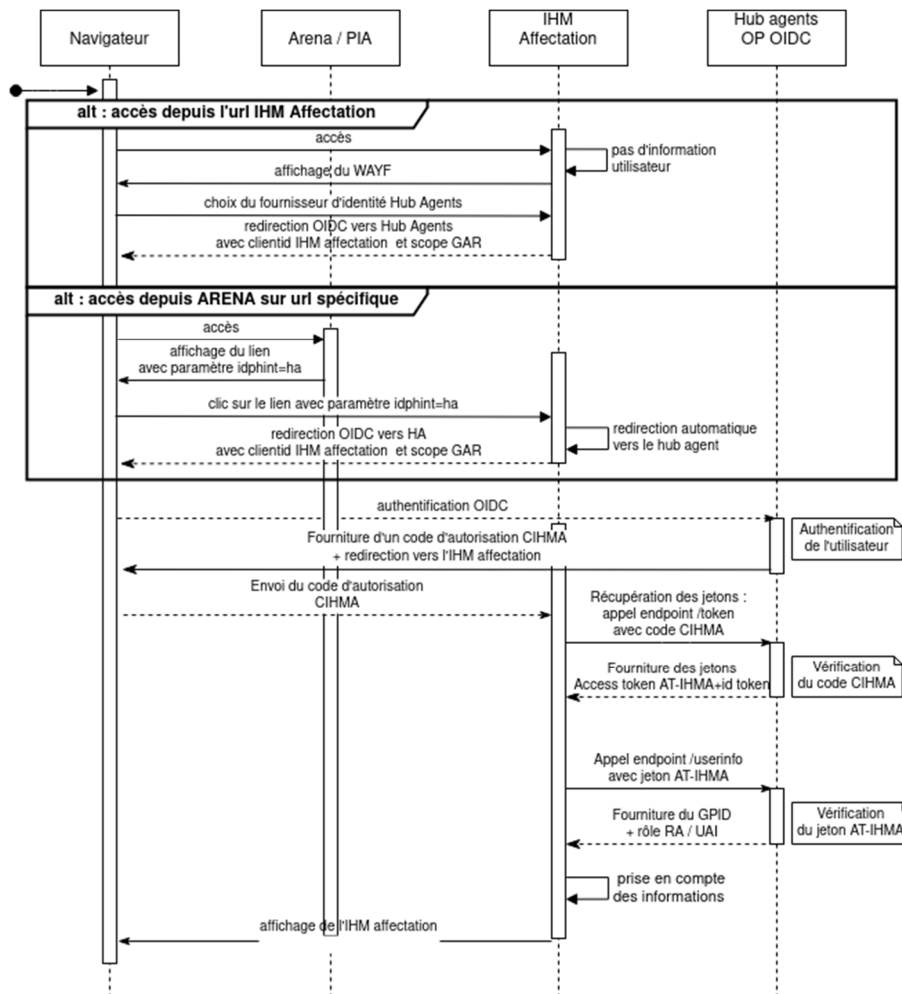 Navigateur
Arena / PIA
IHM
Affectation
Hub agents
OP OIDC
alt : accès depuis l'url IHM Affectation
accès
pas d'information
utilisateur
affichage du WAYF
choix du fournisseur d'identité Hub Agents
redirection OIDC vers Hub Agents
avec clientid IHM affectation et scope GAR
alt : accès depuis ARENA sur url spécifique
accès
affichage du lien
avec paramètre idphint=ha
clic sur le lien avec paramètre idphint=ha
redirection automatique
vers le hub agent
redirection OIDC vers HA
avec clientid IHM affectation et scope GAR
authentification OIDC
Authentification
de l'utilisateur
Fourniture d'un code d'autorisation CIHMA
+ redirection vers l'IHM affectation
Envoi du code d'autorisation
CIHMA
Récupération des jetons :
appel endpoint /token
avec code CIHMA
Fourniture des jetons
Access token AT-IHMA+id token
Vérification
du code CIHMA
Appel endpoint /userinfo
avec jeton AT-IHMA
Fourniture du GPID
+ rôle RA / UAI
Vérification
du jeton AT-IHMA
prise en compte
des informations
affichage de l'IHM affectation